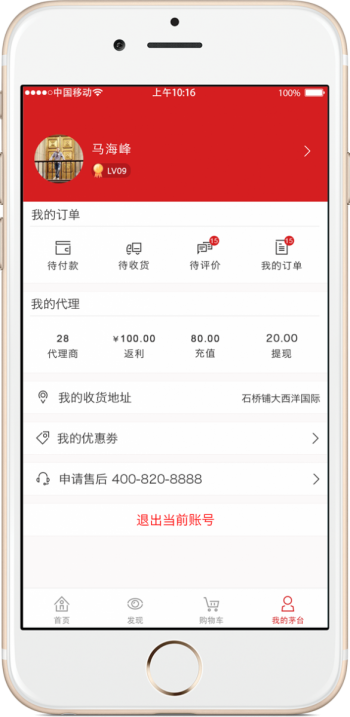 中国移动 上午10:16 100%
马海峰
LV09
我的订单
15 15
待付款 待收货 待评价 我的订单
我的代理
28 ¥100.00 80.00 20.00
代理商 返利 充值 提现
我的收货地址 石桥铺大西洋国际
我的优惠劵
申请售后 400-820-8888
退出当前账号
首页 发现 购物车 我的茅台